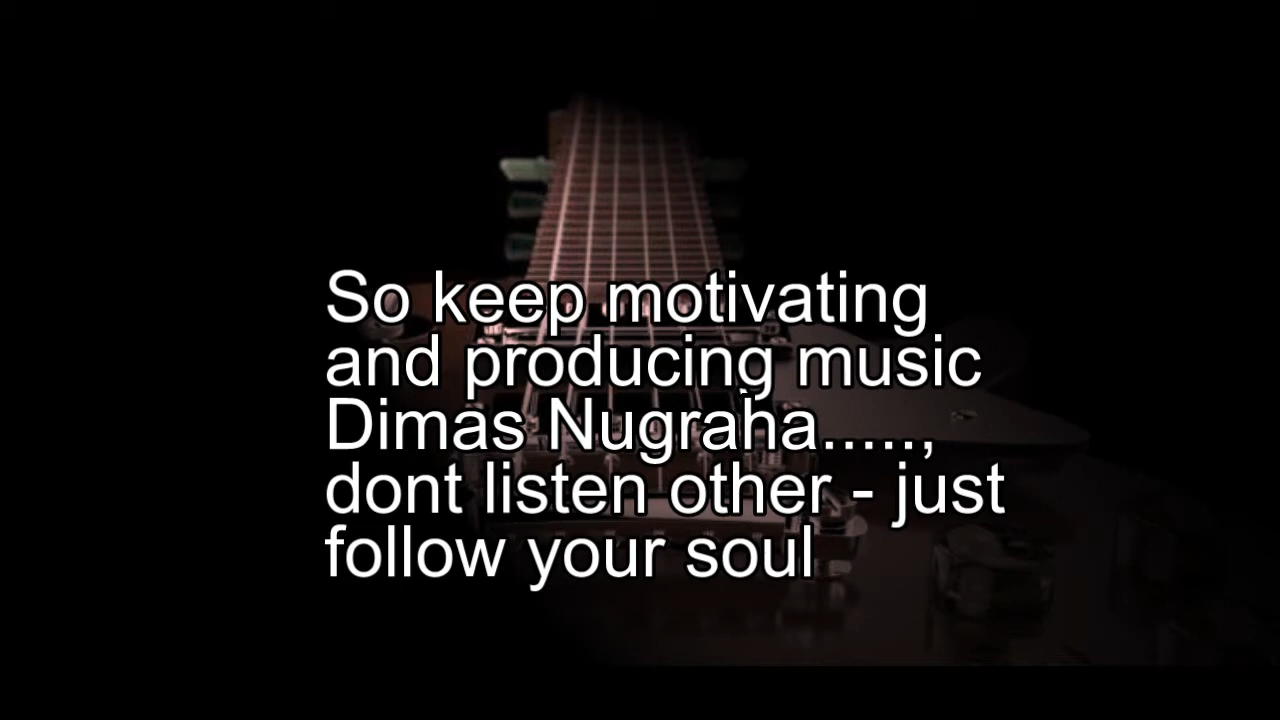 So keep motivating
and producing music
Dimas Nugraha.....,
dont listen other - just
follow your soul